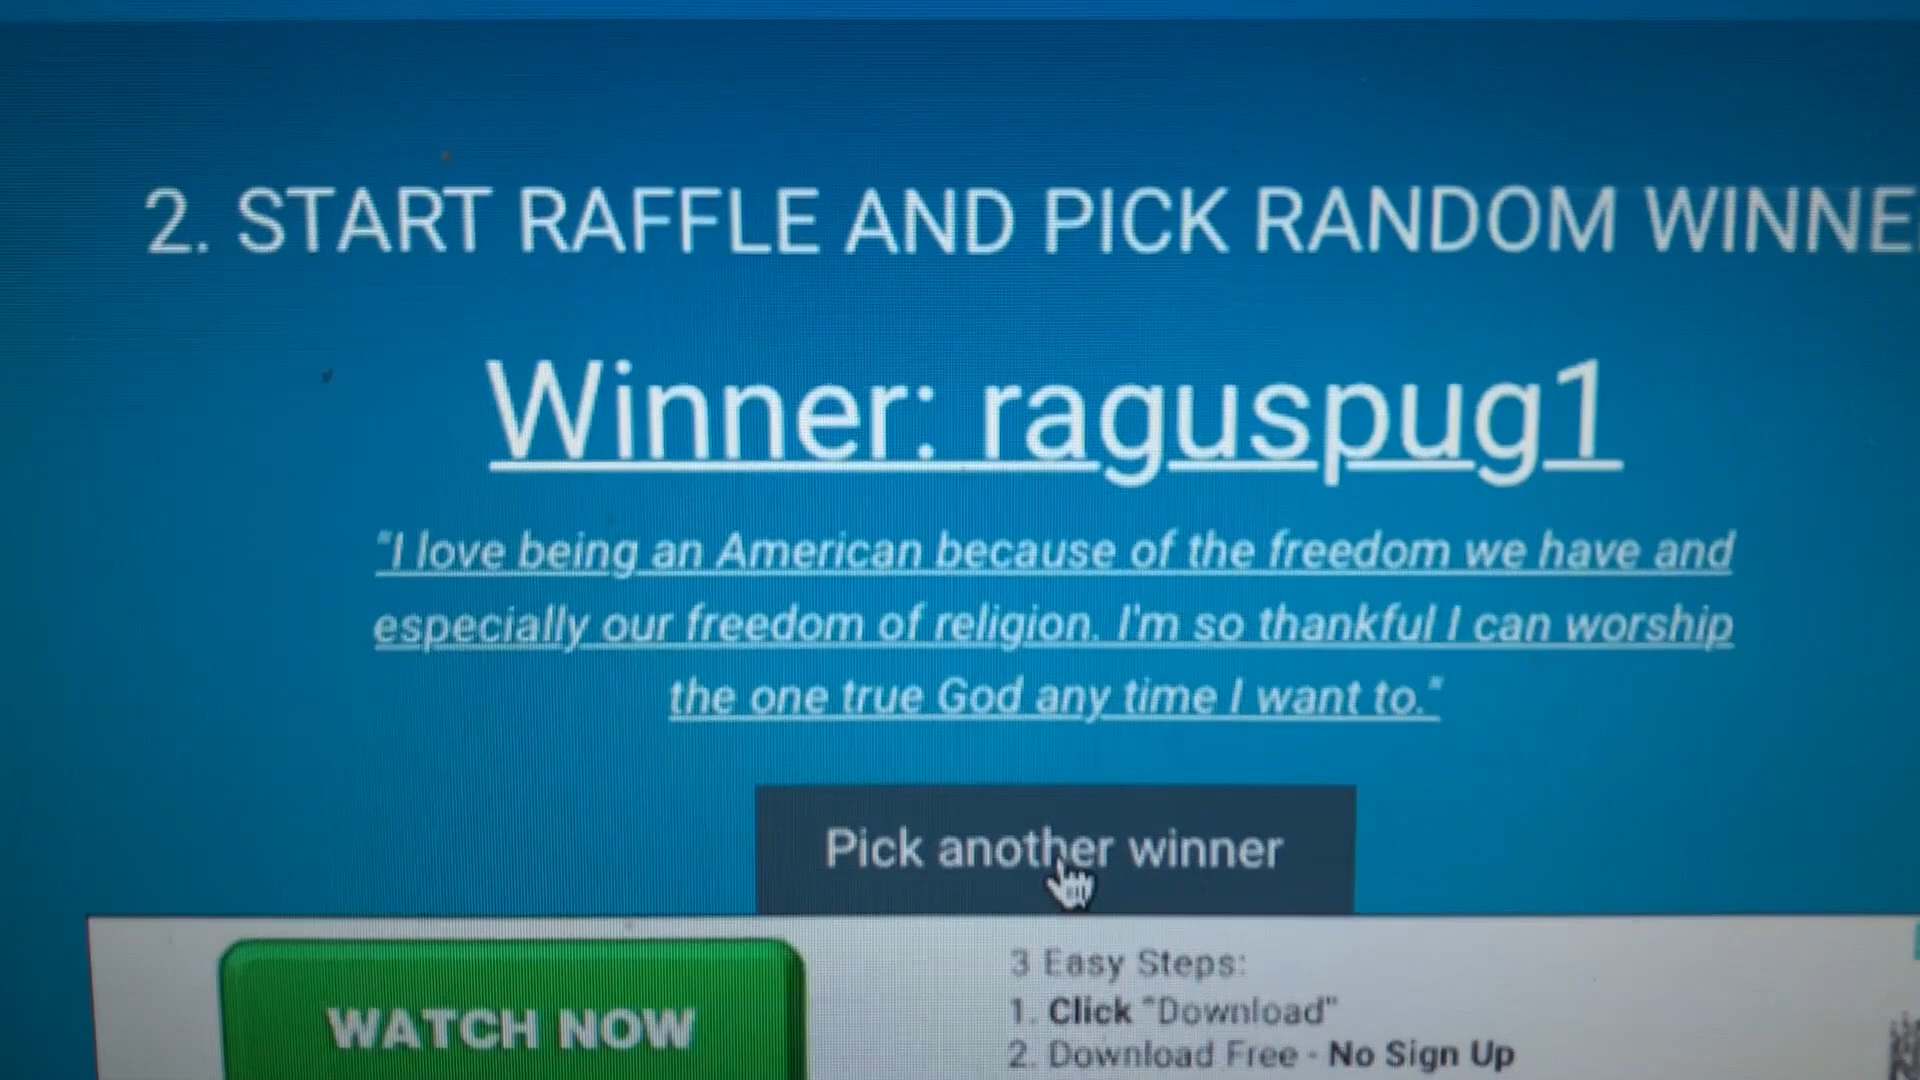 2. START RAFFLE AND PICK RANDOM WINNE
Winner: raguspug1
"I love being an American because of the freedom we have and
especially our freedom of religion. I'm so thankful I can worship
the one true God any time I want to."
Pick another winner
WATCH NOW
3 Easy Steps:
1. Click "Download"
2. Download Free - No Sign Up